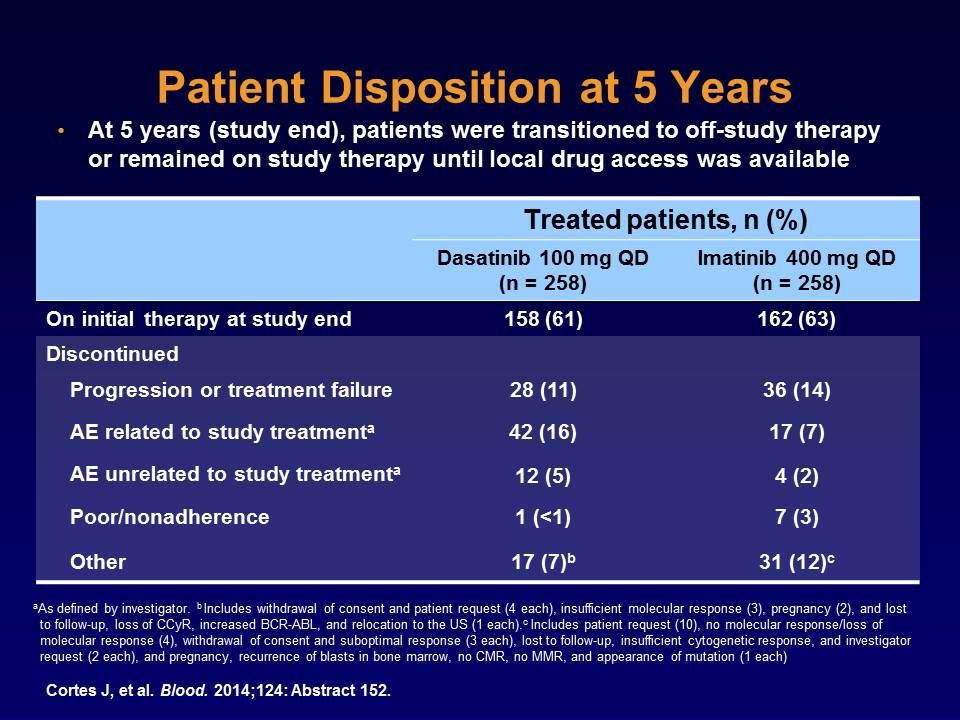 Patient Disposition at 5 Years
• At 5 years (study end), patients were transitioned to off-study therapy
or remained on study therapy until local drug access was available
Treated patients, n (%)
Dasatinib 100 mg QD Imatinib 400 mg QD
(n = 258) (n = 258)
On initial therapy at study end 158 (61) 162 (63)
Discontinued
Progression or treatment failure 28 (11) 36 (14)
AE related to study treatmentᵃ 42 (16) 17 (7)
AE unrelated to study treatmentᵃ 12 (5) 4 (2)
Poor/nonadherence 1 (<1) 7 (3)
Other 17 (7)ᵇ 31 (12)ᶜ
ᵃAs defined by investigator. ᵇIncludes withdrawal of consent and patient request (4 each), insufficient molecular response (3), pregnancy (2), and lost
to follow-up, loss of CCyR, increased BCR-ABL, and relocation to the US (1 each).ᶜ Includes patient request (10), no molecular response/loss of
molecular response (4), withdrawal of consent and suboptimal response (3 each), lost to follow-up, insufficient cytogenetic response, and investigator
request (2 each), and pregnancy, recurrence of blasts in bone marrow, no CMR, no MMR, and appearance of mutation (1 each)
Cortes J, et al. Blood. 2014;124: Abstract 152.